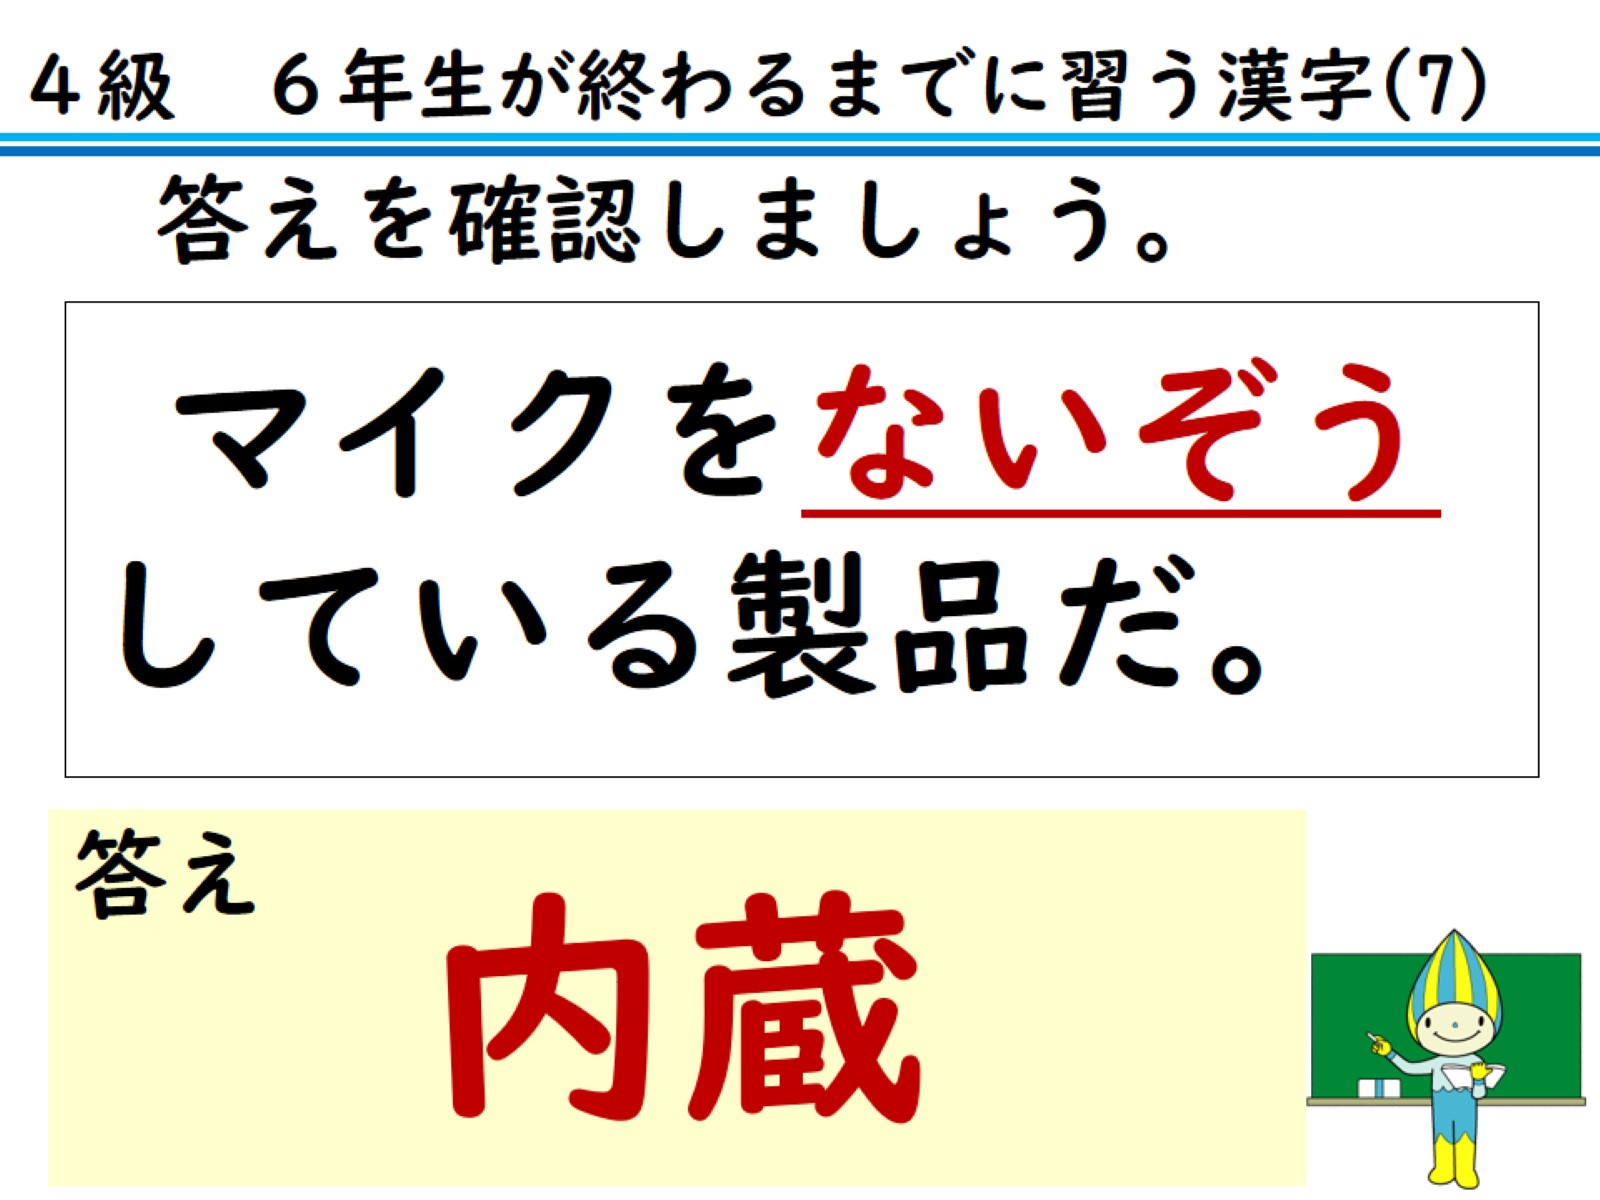 ４級　６年生が終わるまでに習う漢字(7)
答えを確認しましょう。
マイクをないぞう
している製品だ。
答え
内蔵